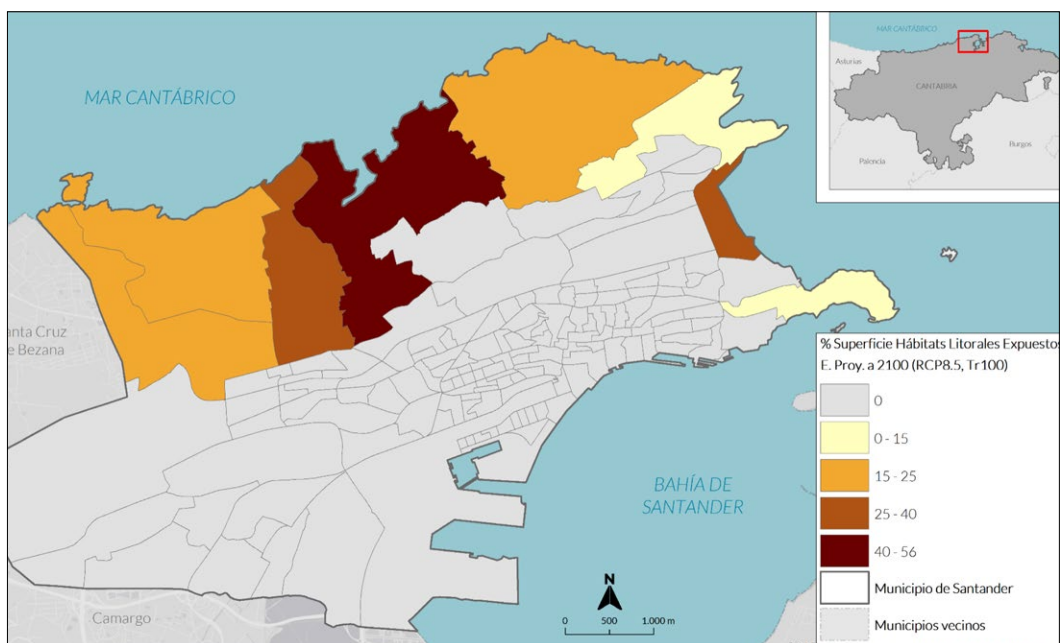 MAR CANTÁBRICO
MAR CANTÁBRICO
Asturias
CANTABRIA
Palencia
Burgos
anta Cruz
e Bezana
BAHÍA DE
SANTANDER
Camargo
N
0 500 1.000 m
% Superficie Hábitats Litorales Expuestos
E. Proy. a 2100 (RCP8.5, Tr100)
0
0 - 15
15 - 25
25 - 40
40 - 56
Municipio de Santander
Municipios vecinos